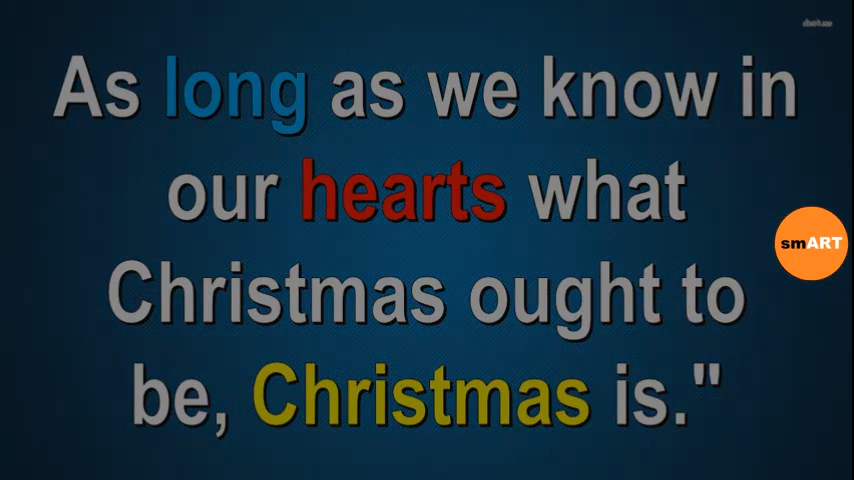 As long as we know in
our hearts what
Christmas ought to
be, Christmas is."
smART